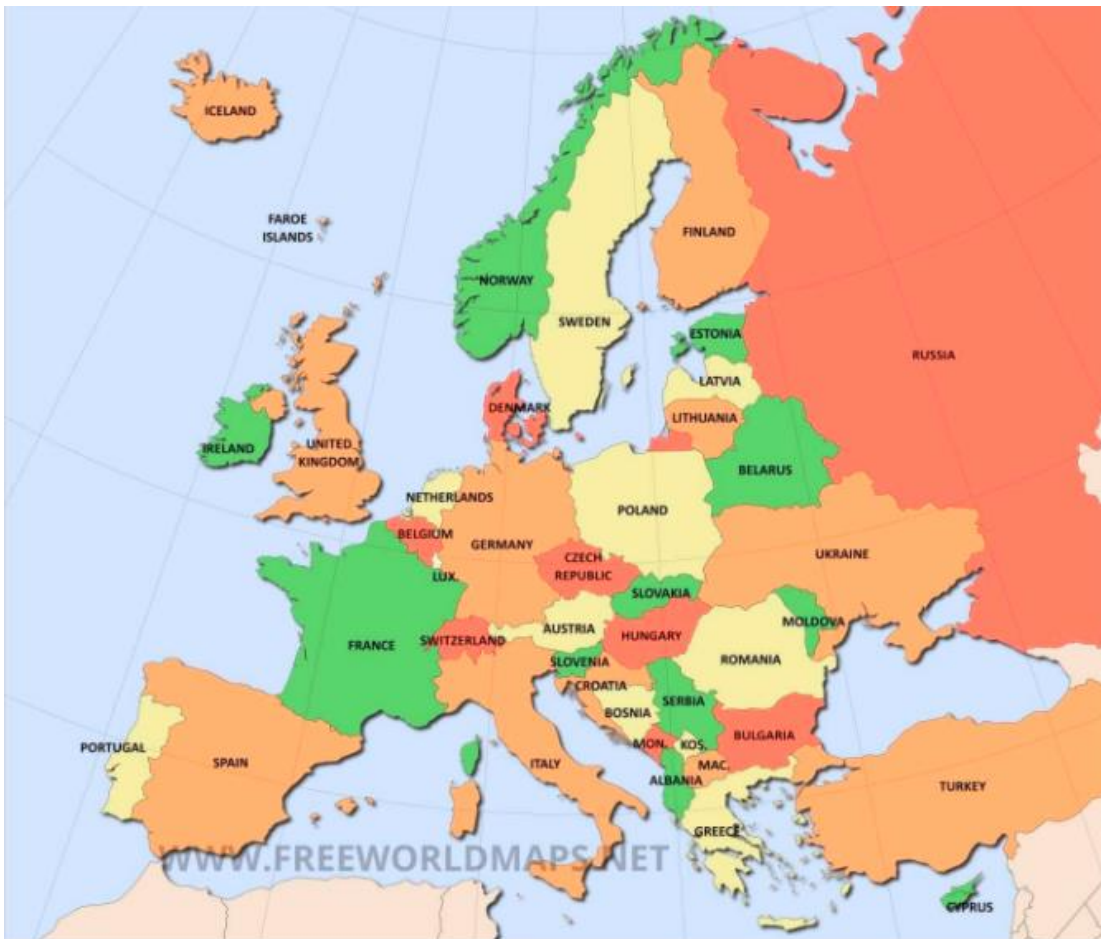 ICELAND
FAROE
ISLANDS
FINLAND
NORWAY
SWEDEN
ESTONIA
RUSSIA
LATVIA
DENMARK
LITHUANIA
IRELAND
UNITED
KINGDOM
BELARUS
NETHERLANDS
POLAND
BELGIUM
GERMANY
UKRAINE
CZECH
REPUBLIC
LUX.
SLOVAKIA
MOLDOVA
AUSTRIA
HUNGARY
SWITZERLAND
FRANCE
ROMANIA
SLOVENIA
CROATIA
SERBIA
BOSNIA
BULGARIA
MON.
KOS.
PORTUGAL
SPAIN
ITALY
MAC.
ALBANIA
TURKEY
GREECE
WWW.FREEWORLDMAPS.NET
CYPRUS